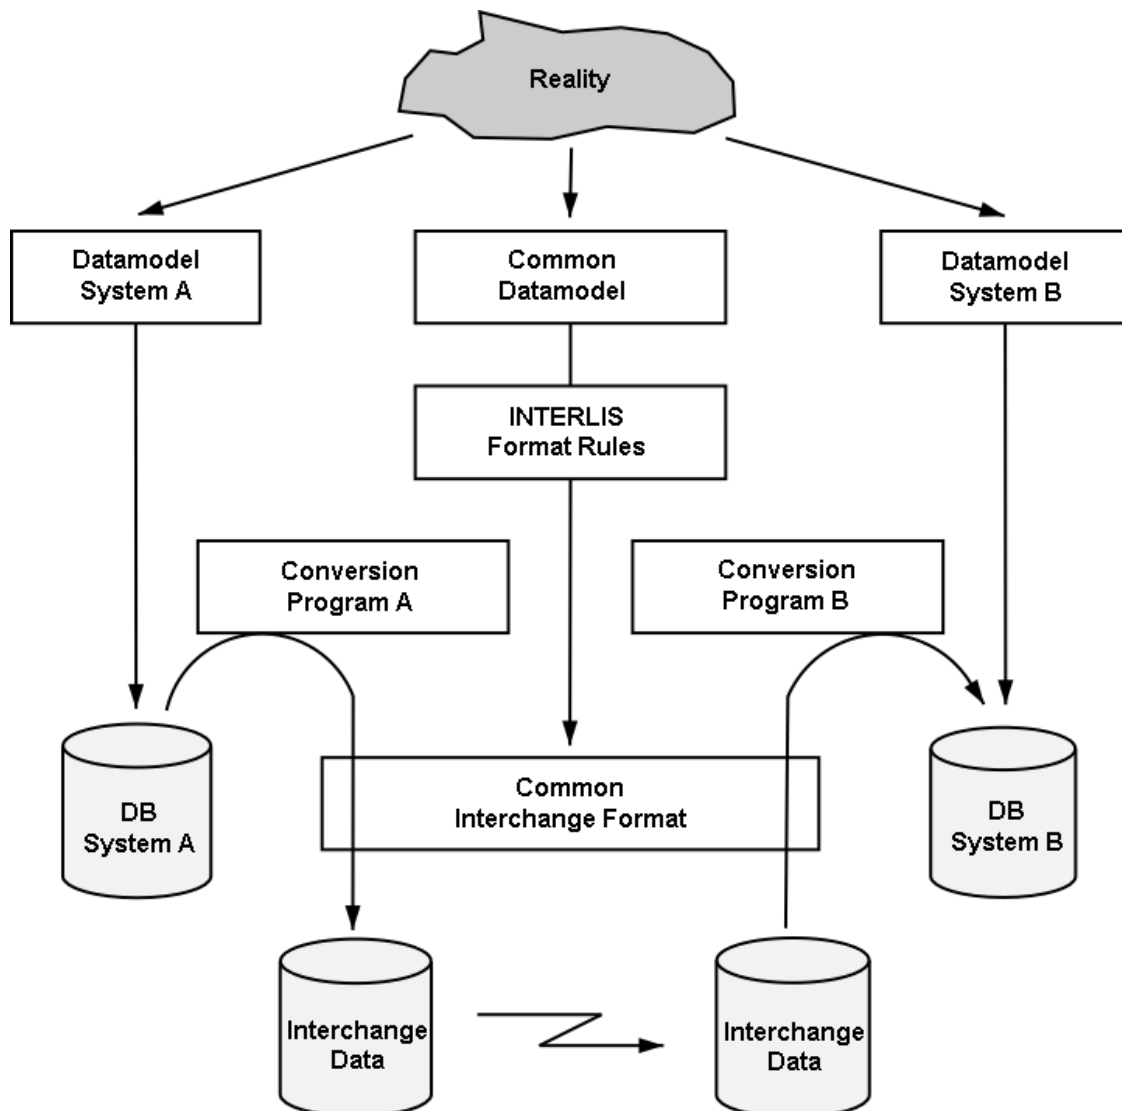 Reality
Datamodel
System A
Common
Datamodel
Datamodel
System B
INTERLIS
Format Rules
Conversion
Program A
Conversion
Program B
DB
System A
Common
Interchange Format
DB
System B
Interchange
Data
Interchange
Data